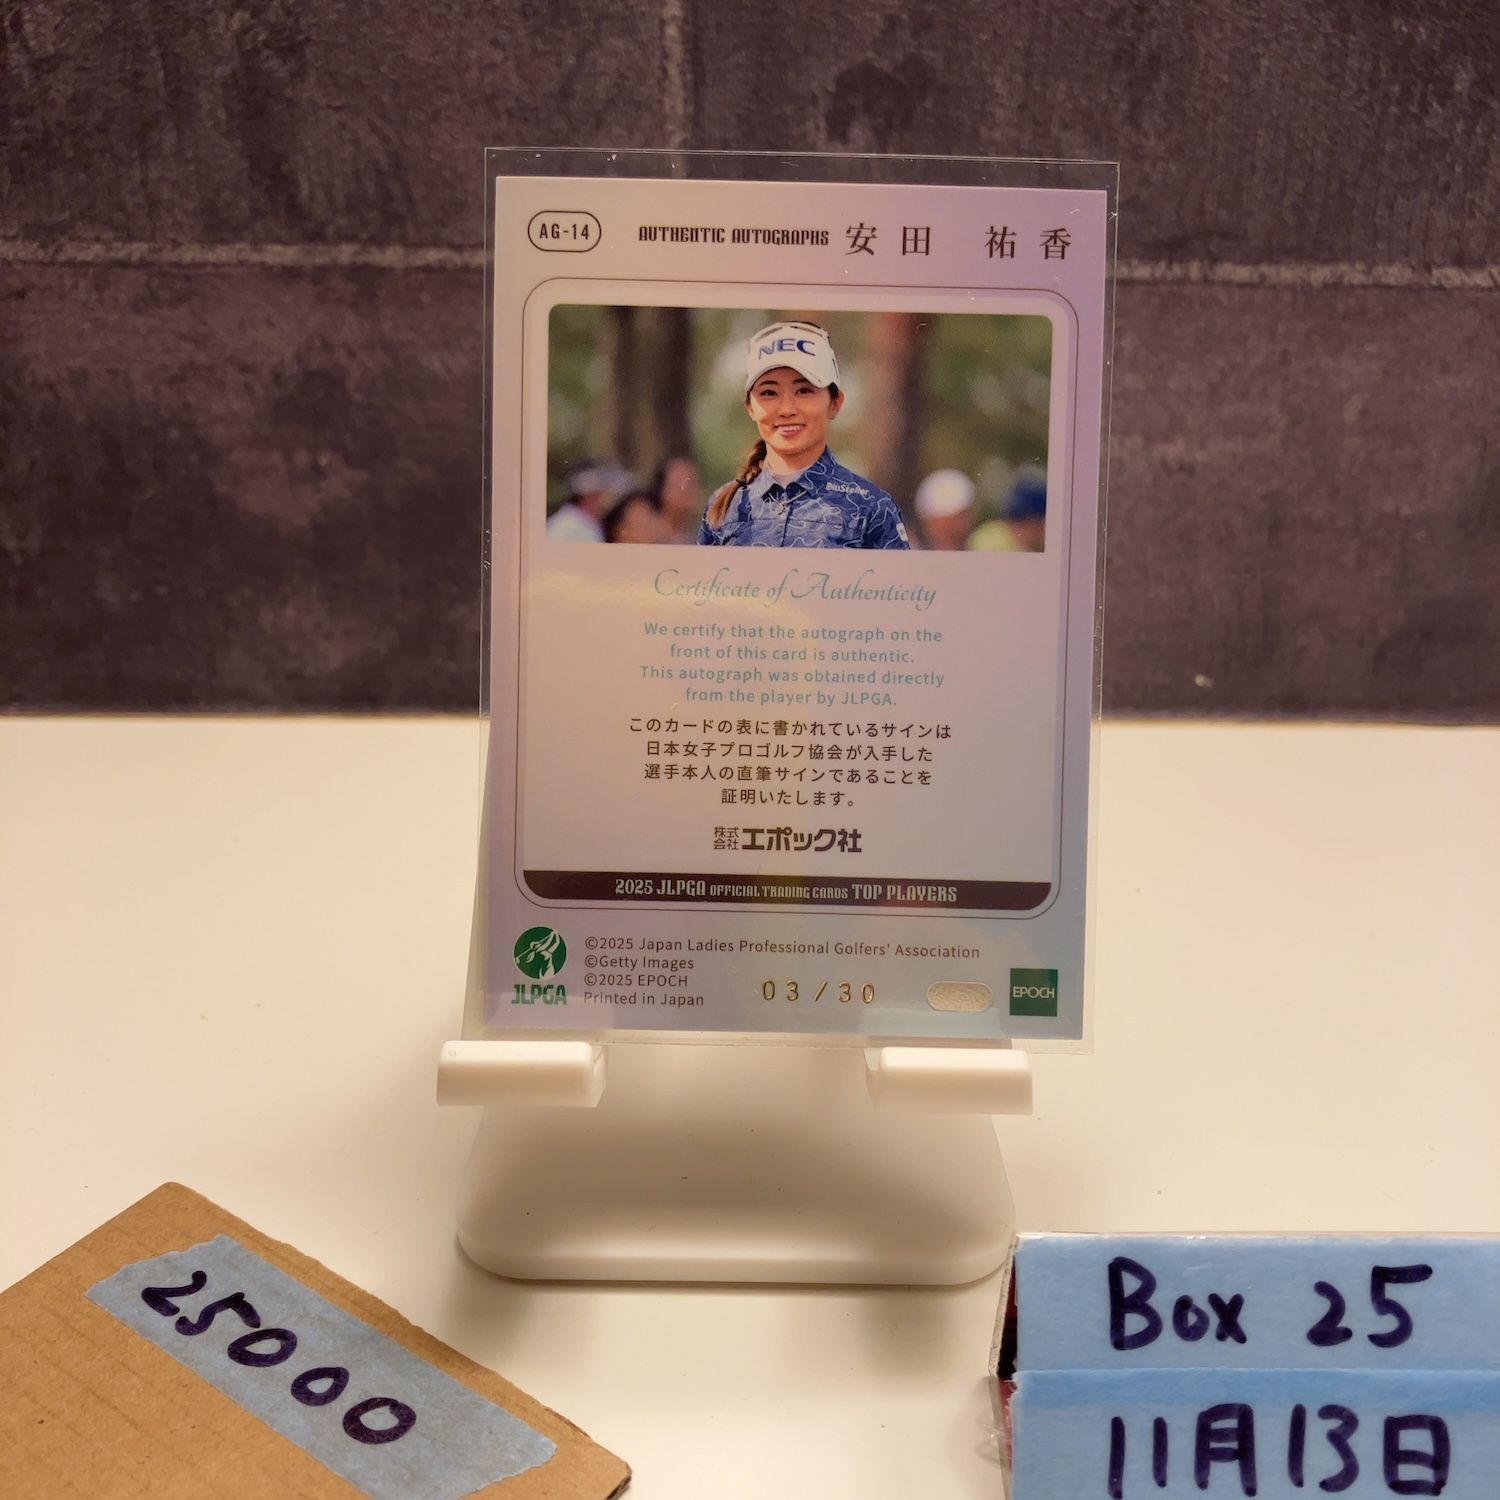 AG-14 AUTHENTIC AUTOGRAPHS 安田 祐香
NEC
BioSteller
Certificate of Authenticity
We certify that the autograph on the
front of this card is authentic.
This autograph was obtained directly
from the player by JLPGA.
このカードの表に書かれているサインは
日本女子プロゴルフ協会が入手した
選手本人の直筆サインであることを
証明いたします。
株式会社 エポック社
2025 JLPGA OFFICIAL TRADING CARDS TOP PLAYERS
©2025 Japan Ladies Professional Golfers' Association
©Getty Images
©2025 EPOCH
Printed in Japan
JLPGA
03/30
EPOCH
25000
Box 25
11月13日